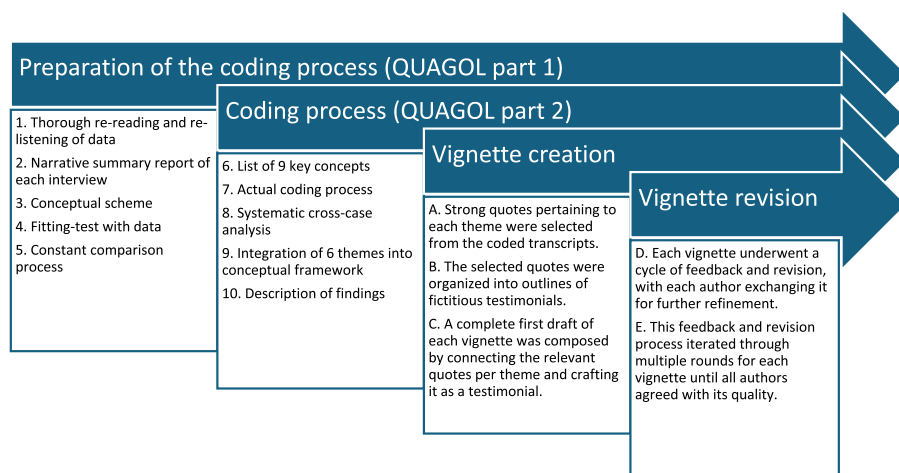 Preparation of the coding process (QUAGOL part 1)
1. Thorough re-reading and re-
listening of data
2. Narrative summary report of
each interview
3. Conceptual scheme
4. Fitting-test with data
5. Constant comparison
process
Coding process (QUAGOL part 2)
6. List of 9 key concepts
7. Actual coding process
8. Systematic cross-case
analysis
9. Integration of 6 themes into
conceptual framework
10. Description of findings
Vignette creation
A. Strong quotes pertaining to
each theme were selected
from the coded transcripts.
B. The selected quotes were
organized into outlines of
fictitious testimonials.
C. A complete first draft of
each vignette was composed
by connecting the relevant
quotes per theme and crafting
it as a testimonial.
Vignette revision
D. Each vignette underwent a
cycle of feedback and revision,
with each author exchanging it
for further refinement.
E. This feedback and revision
process iterated through
multiple rounds for each
vignette until all authors
agreed with its quality.